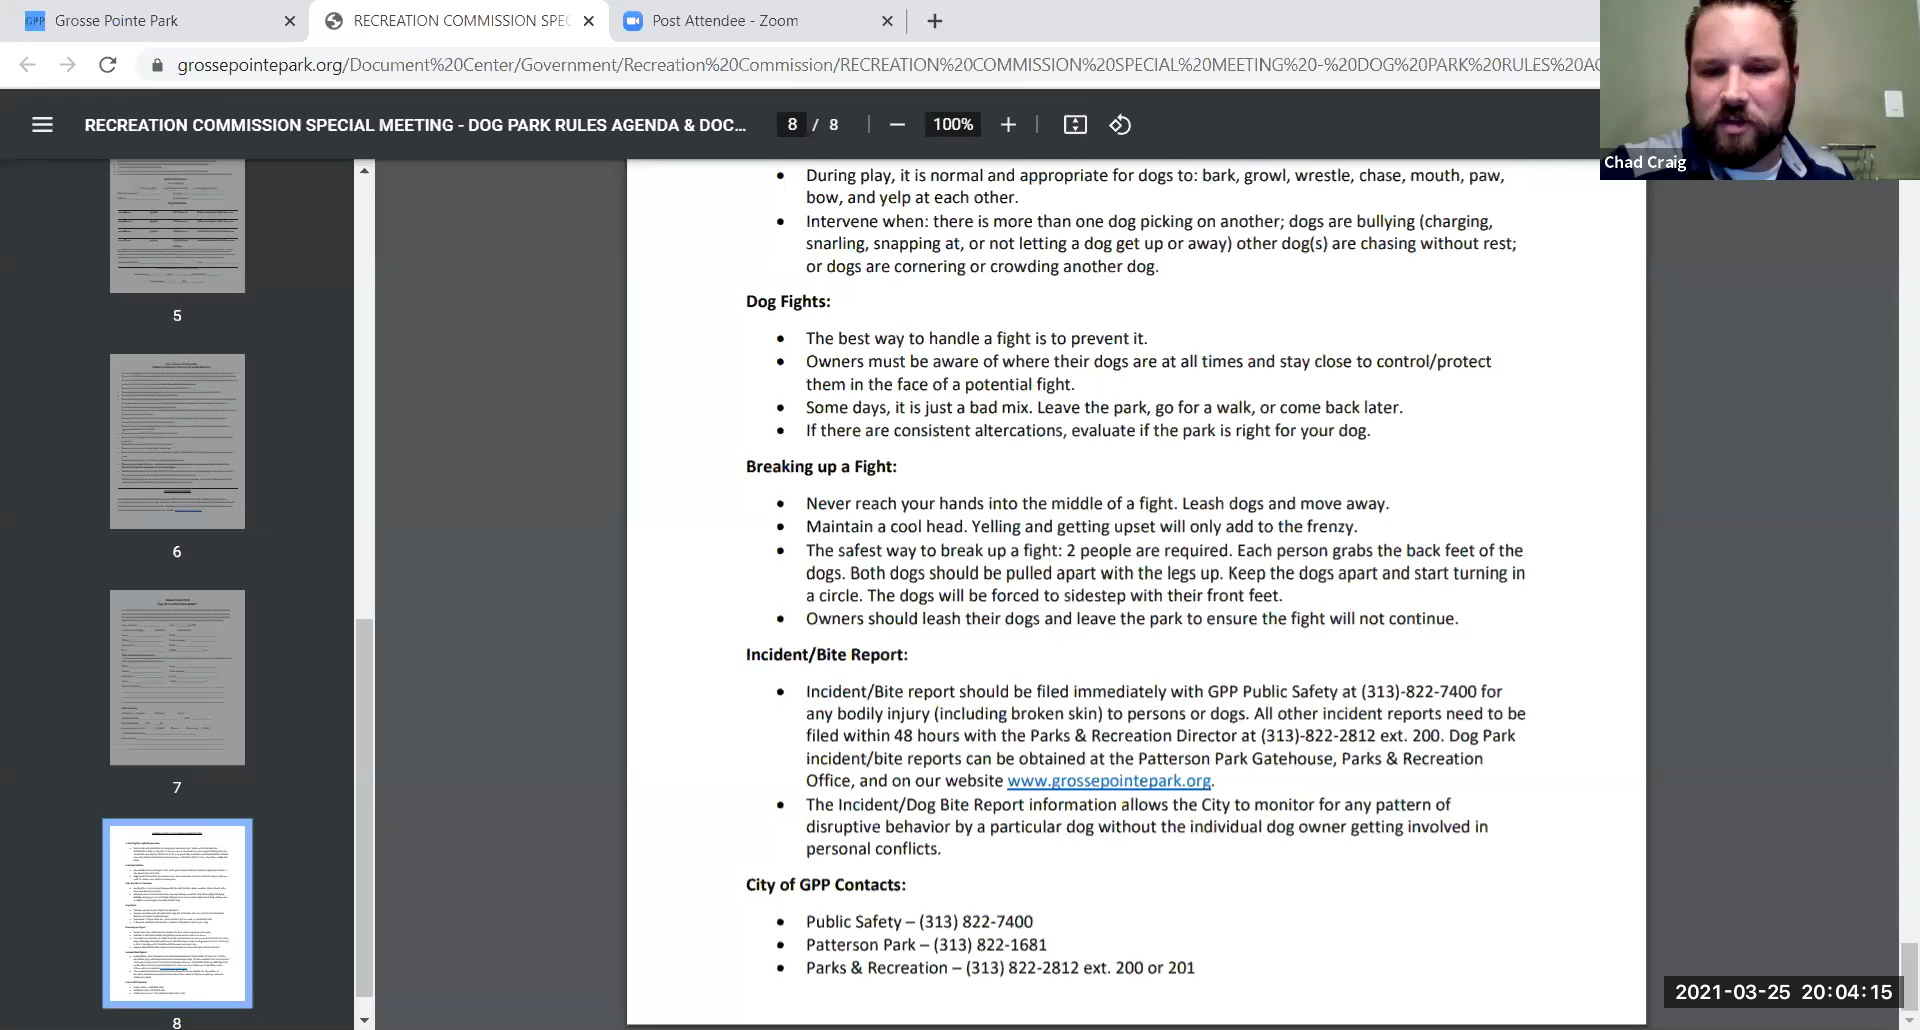 GPP Grosse Pointe Park
RECREATION COMMISSION SPEC
Post Attendee - Zoom
grossepointepark.org/Document%20Center/Government/Recreation%20Commission/RECREATION%20COMMISSION%20SPECIAL%20MEETING%20-%20DOG%20PARK%20RULES%20AG
RECREATION COMMISSION SPECIAL MEETING - DOG PARK RULES AGENDA & DOC...
8 / 8
100%
Chad Craig
5
6
7
8
• During play, it is normal and appropriate for dogs to: bark, growl, wrestle, chase, mouth, paw,
bow, and yelp at each other.
• Intervene when: there is more than one dog picking on another; dogs are bullying (charging,
snarling, snapping at, or not letting a dog get up or away) other dog(s) are chasing without rest;
or dogs are cornering or crowding another dog.
Dog Fights:
• The best way to handle a fight is to prevent it.
• Owners must be aware of where their dogs are at all times and stay close to control/protect
them in the face of a potential fight.
• Some days, it is just a bad mix. Leave the park, go for a walk, or come back later.
• If there are consistent altercations, evaluate if the park is right for your dog.
Breaking up a Fight:
• Never reach your hands into the middle of a fight. Leash dogs and move away.
• Maintain a cool head. Yelling and getting upset will only add to the frenzy.
• The safest way to break up a fight: 2 people are required. Each person grabs the back feet of the
dogs. Both dogs should be pulled apart with the legs up. Keep the dogs apart and start turning in
a circle. The dogs will be forced to sidestep with their front feet.
• Owners should leash their dogs and leave the park to ensure the fight will not continue.
Incident/Bite Report:
• Incident/Bite report should be filed immediately with GPP Public Safety at (313)-822-7400 for
any bodily injury (including broken skin) to persons or dogs. All other incident reports need to be
filed within 48 hours with the Parks & Recreation Director at (313)-822-2812 ext. 200. Dog Park
incident/bite reports can be obtained at the Patterson Park Gatehouse, Parks & Recreation
Office, and on our website www.grossepointepark.org.
• The Incident/Dog Bite Report information allows the City to monitor for any pattern of
disruptive behavior by a particular dog without the individual dog owner getting involved in
personal conflicts.
City of GPP Contacts:
• Public Safety – (313) 822-7400
• Patterson Park – (313) 822-1681
• Parks & Recreation – (313) 822-2812 ext. 200 or 201
2021-03-25 20:04:15